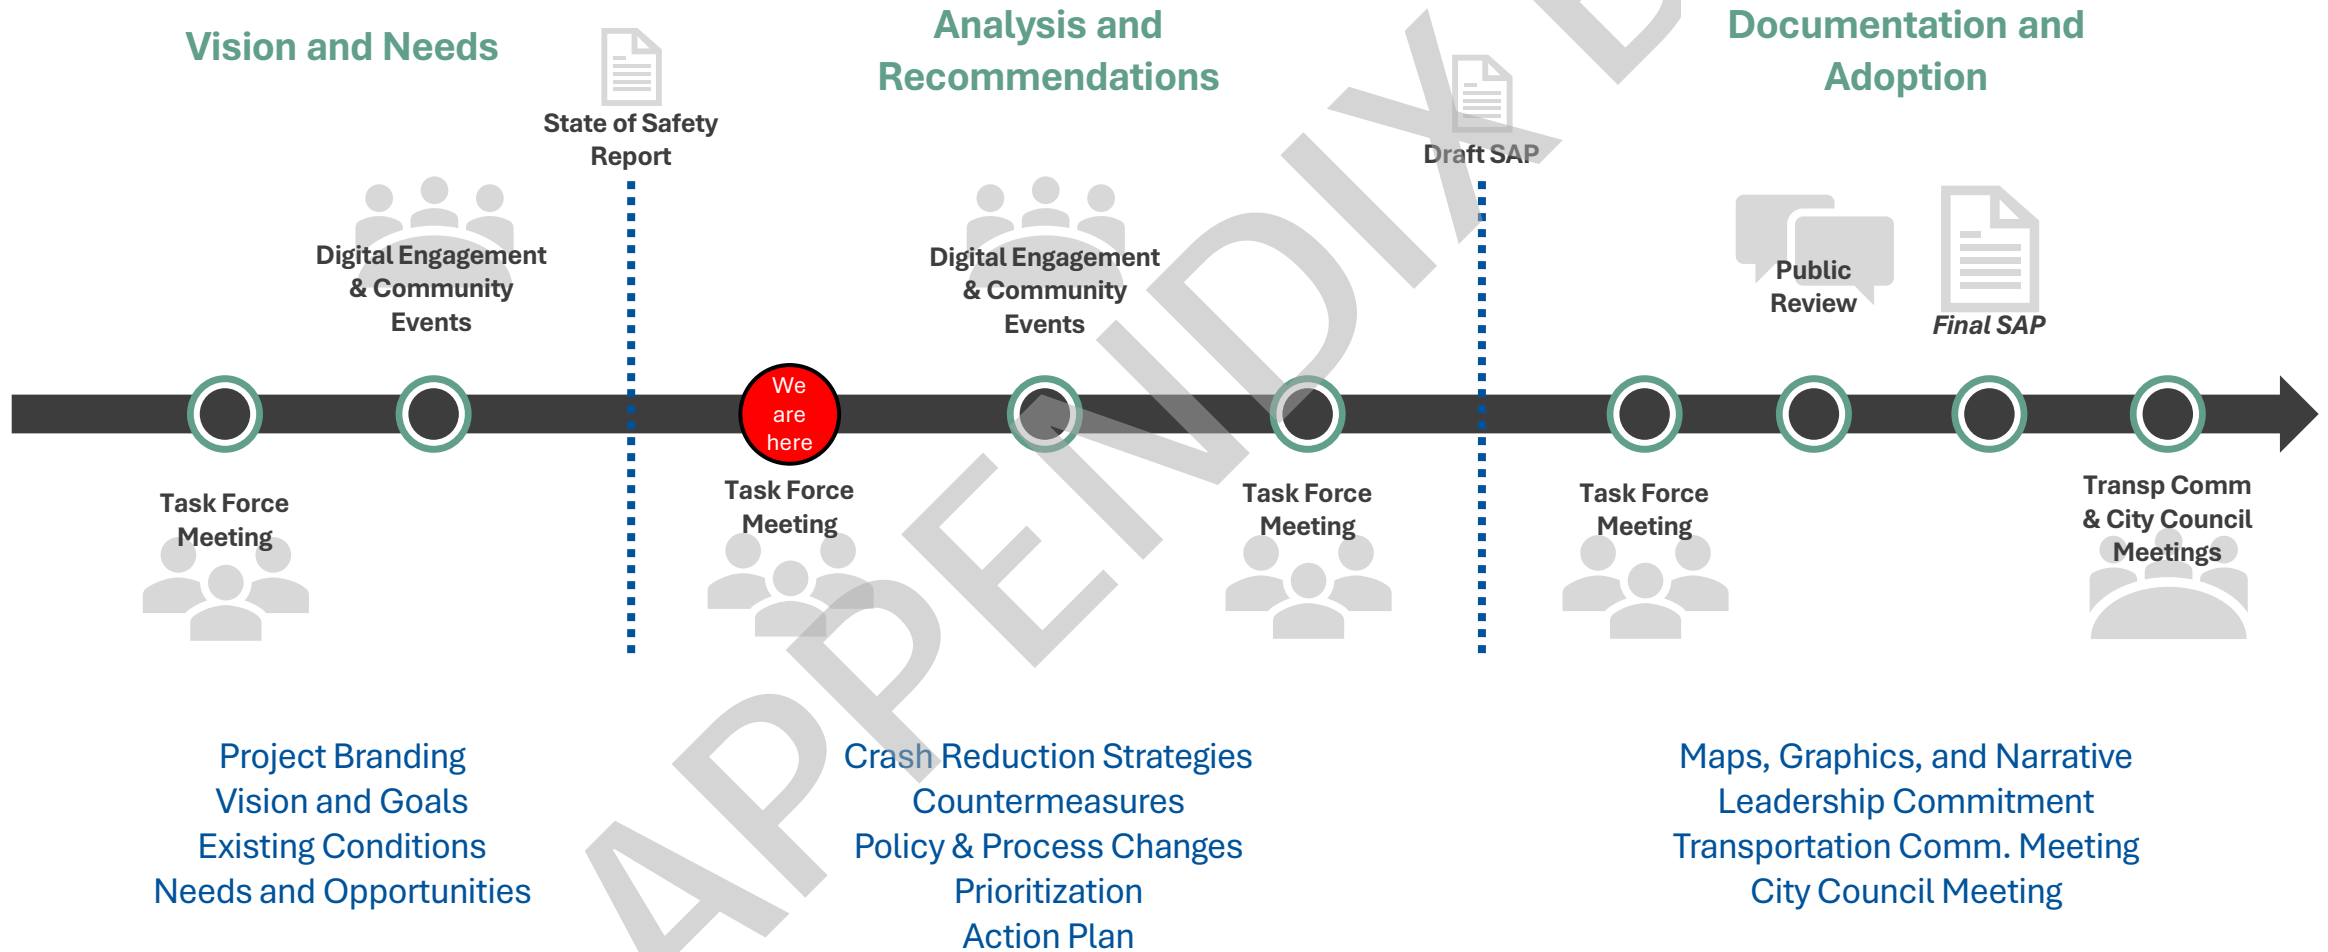 Vision and Needs
Analysis and
Recommendations
Documentation and
Adoption
State of Safety
Report
Draft SAP
Digital Engagement
& Community
Events
Digital Engagement
& Community
Events
Public
Review
Final SAP
We
are
here
Task Force
Meeting
Task Force
Meeting
Task Force
Meeting
Task Force
Meeting
Transp Comm
& City Council
Meetings
Project Branding
Vision and Goals
Existing Conditions
Needs and Opportunities
Crash Reduction Strategies
Countermeasures
Policy & Process Changes
Prioritization
Action Plan
Maps, Graphics, and Narrative
Leadership Commitment
Transportation Comm. Meeting
City Council Meeting
APPENDIX